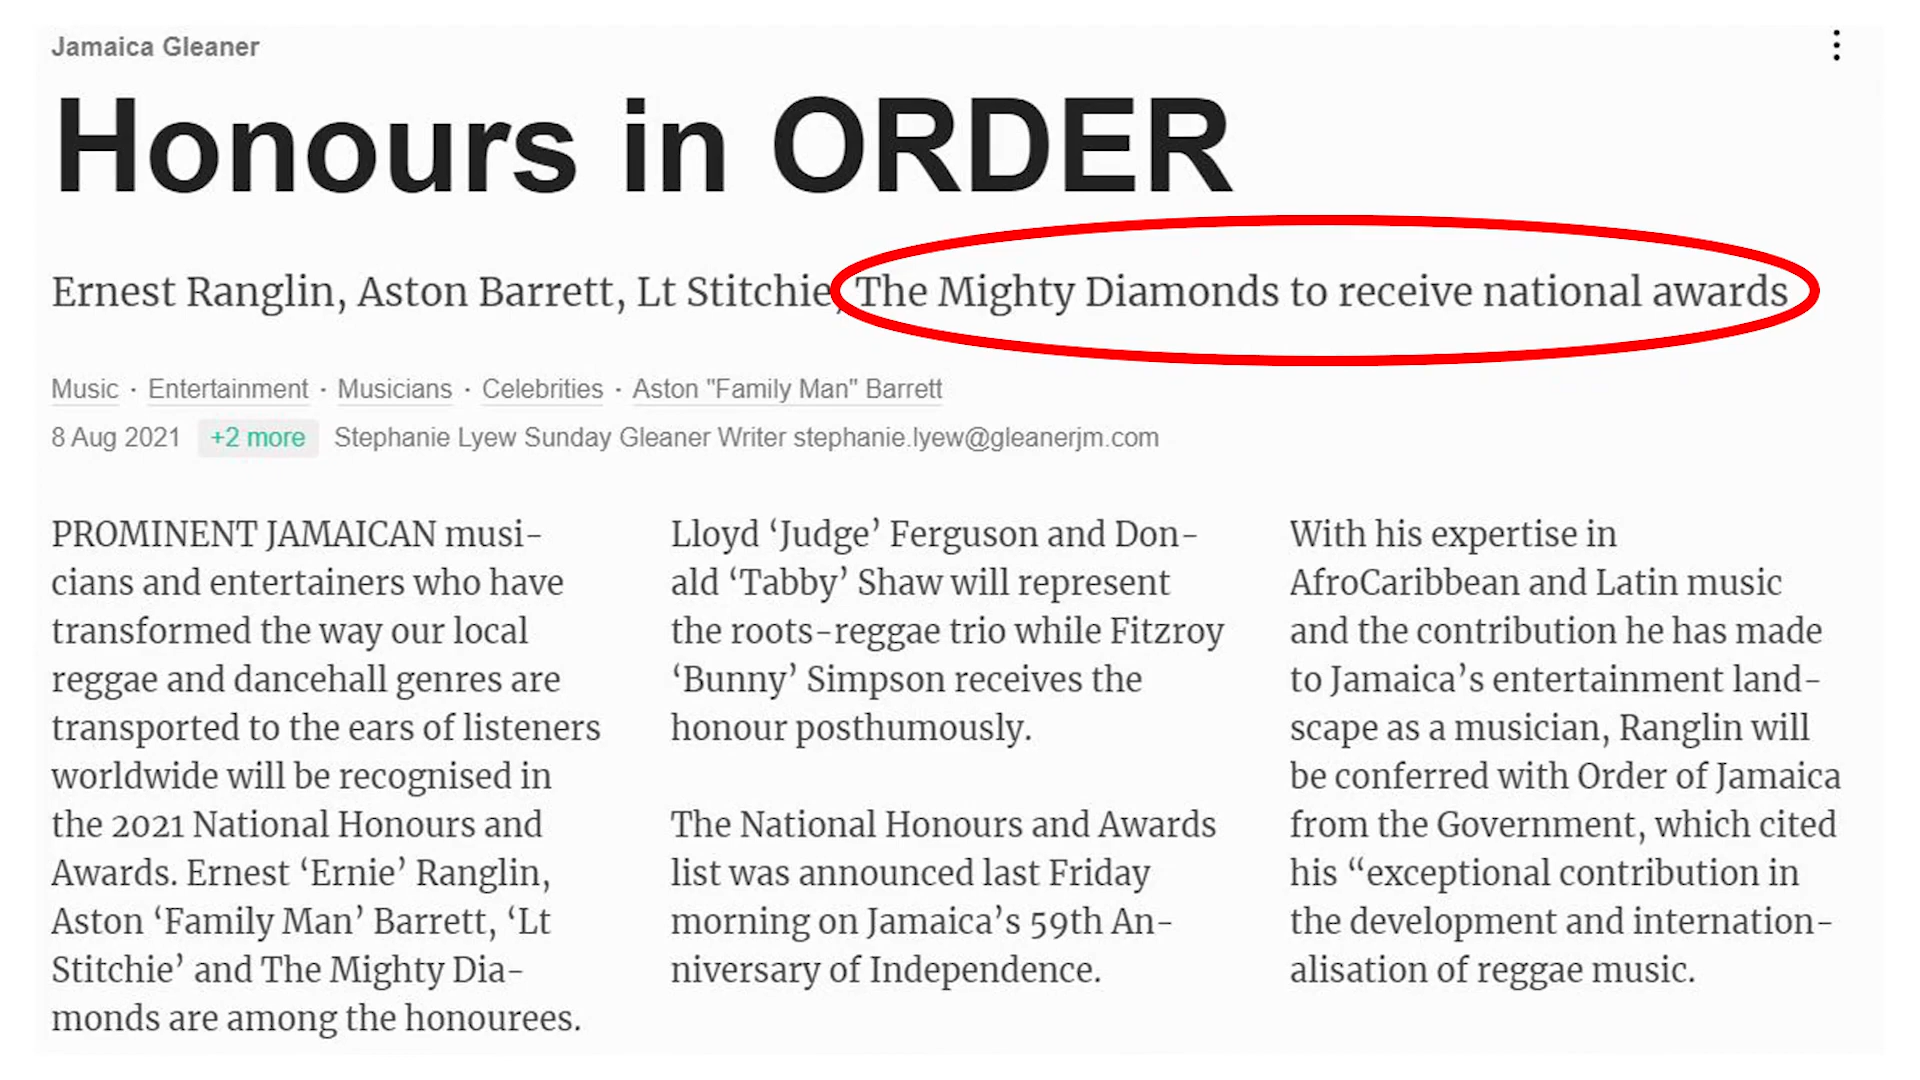 Jamaica Gleaner
Honours in ORDER
Ernest Ranglin, Aston Barrett, Lt Stitchie, The Mighty Diamonds to receive national awards
Music · Entertainment · Musicians · Celebrities · Aston "Family Man" Barrett
8 Aug 2021 +2 more Stephanie Lyew Sunday Gleaner Writer stephanie.lyew@gleanerjm.com
PROMINENT JAMAICAN musi-
cians and entertainers who have
transformed the way our local
reggae and dancehall genres are
transported to the ears of listeners
worldwide will be recognised in
the 2021 National Honours and
Awards. Ernest ‘Ernie’ Ranglin,
Aston ‘Family Man’ Barrett, ‘Lt
Stitchie’ and The Mighty Dia-
monds are among the honourees.
Lloyd ‘Judge’ Ferguson and Don-
ald ‘Tabby’ Shaw will represent
the roots-reggae trio while Fitzroy
‘Bunny’ Simpson receives the
honour posthumously.
The National Honours and Awards
list was announced last Friday
morning on Jamaica’s 59th An-
niversary of Independence.
With his expertise in
AfroCaribbean and Latin music
and the contribution he has made
to Jamaica’s entertainment land-
scape as a musician, Ranglin will
be conferred with Order of Jamaica
from the Government, which cited
his “exceptional contribution in
the development and internation-
alisation of reggae music.